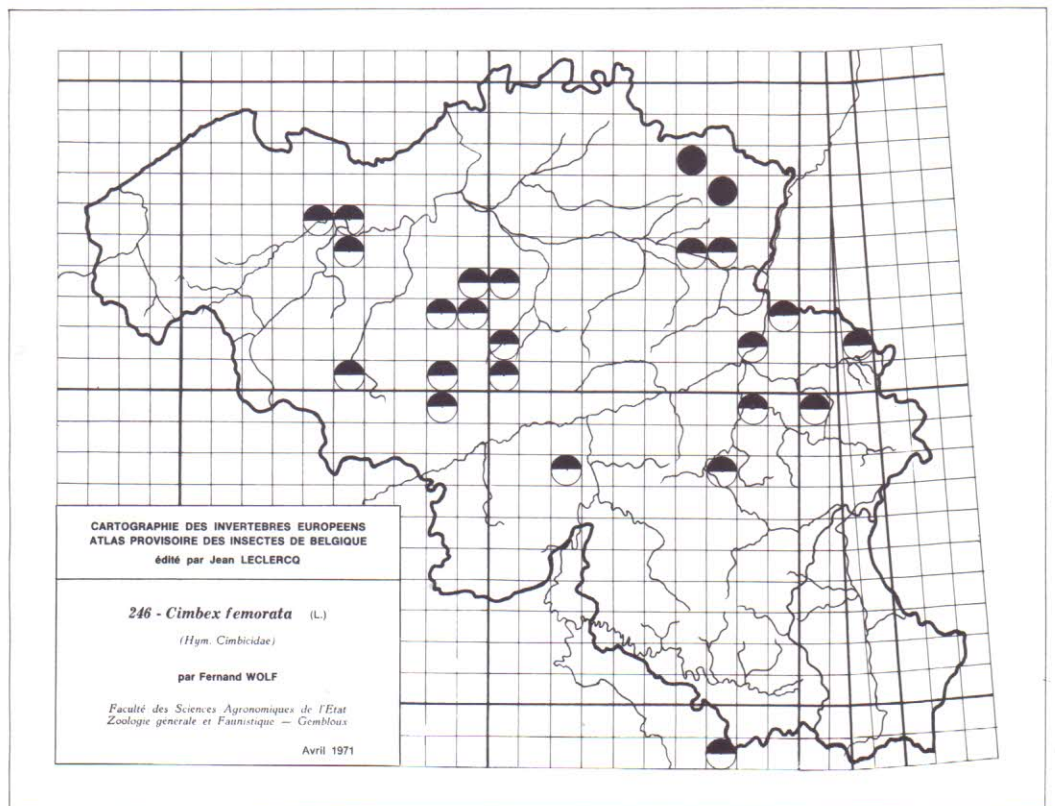 CARTOGRAPHIE DES INVERTEBRES EUROPEENS
ATLAS PROVISOIRE DES INSECTES DE BELGIQUE
édité par Jean LECLERCQ
246 - Cimbex femorata (L.)
(Hym. Cimbicidae)
par Fernand WOLF
Faculté des Sciences Agronomiques de l'Etat
Zoologie générale et Faunistique — Gembloux
Avril 1971